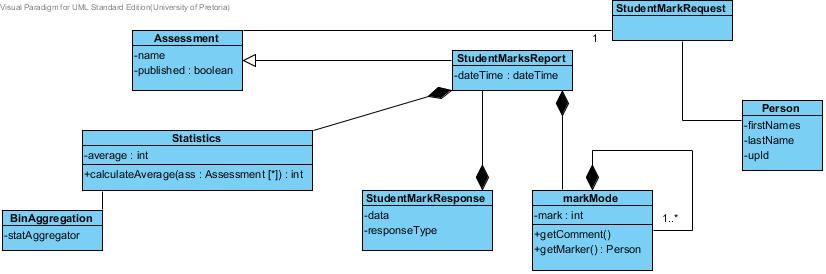 Visual Paradigm for UML Standard Edition(University of Pretoria)
StudentMarkRequest
Assessment
-name
-published : boolean
1
StudentMarksReport
-dateTime : dateTime
Person
-firstNames
-lastName
-upId
Statistics
-average : int
+calculateAverage(ass : Assessment [*]) : int
BinAggregation
-statAggregator
StudentMarkResponse
-data
-responseType
markMode
-mark : int
+getComment()
+getMarker() : Person
1..*